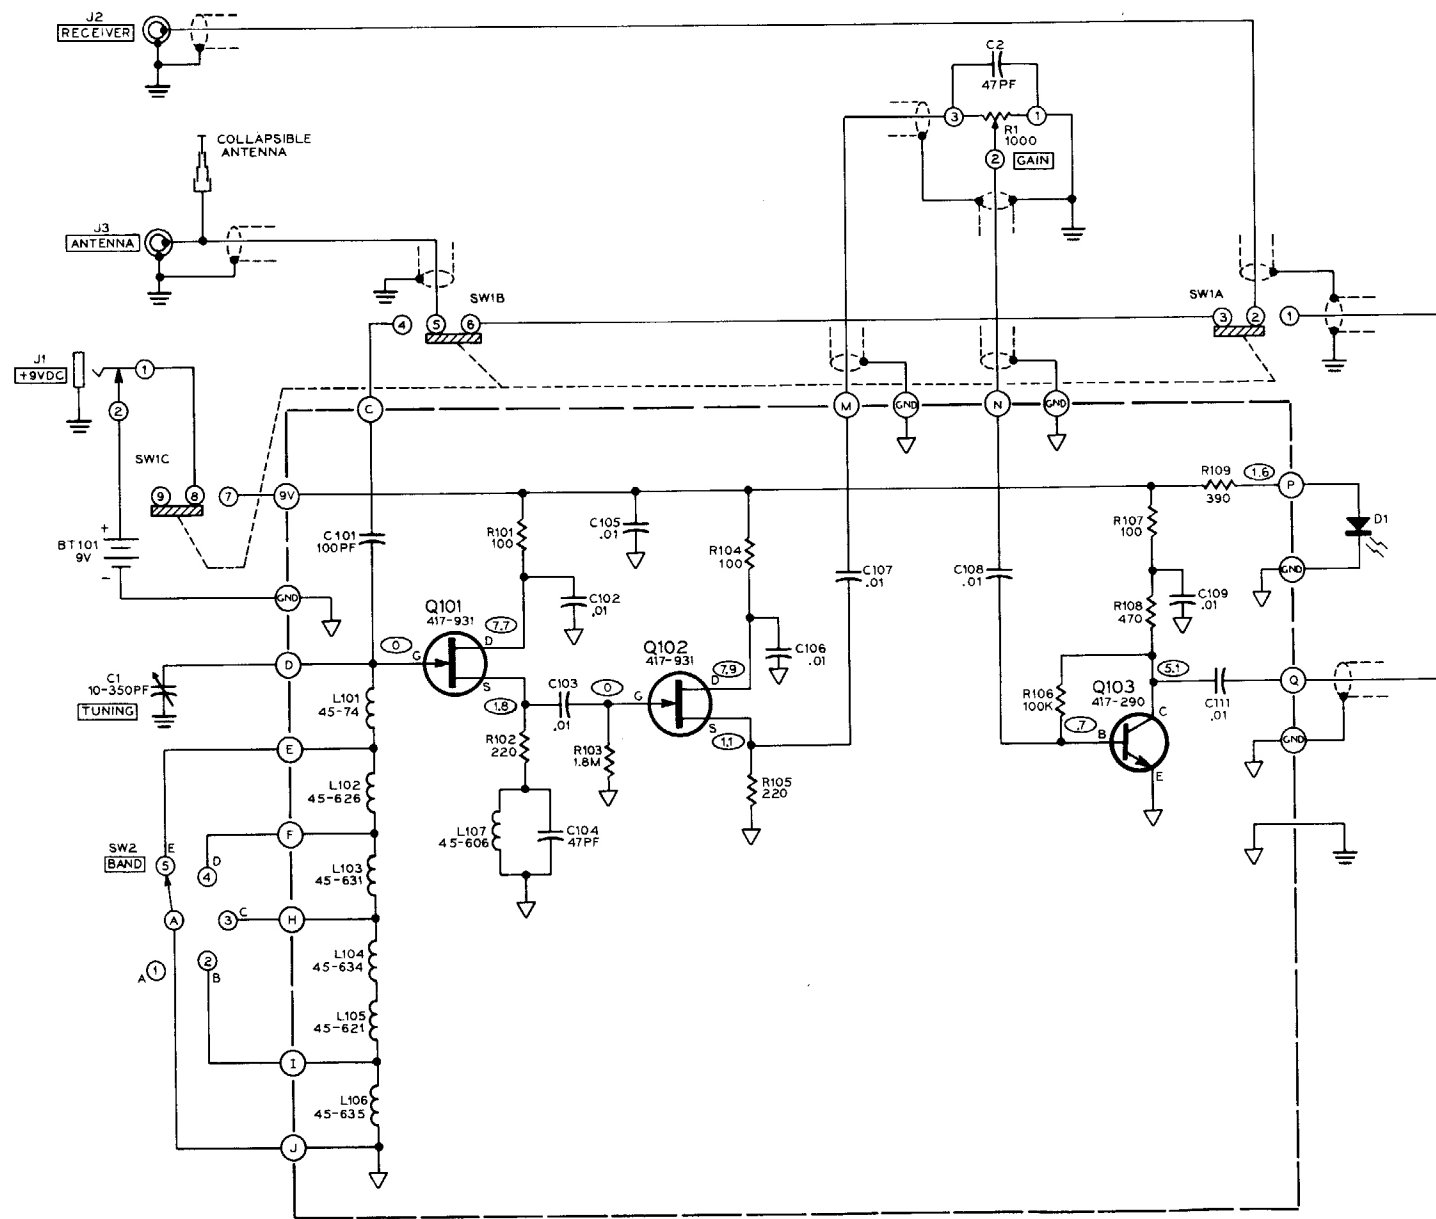 J2
RECEIVER
C2
47PF
3
1
R1
1000
2
GAIN
COLLAPSIBLE
ANTENNA
J3
ANTENNA
SW1B
4
5
6
SW1A
3
2
1
J1
+9VDC
1
2
C
M
GND
N
GND
SW1C
9
8
7
9V
R109
390
1.6
P
D1
+
BT101
9V
-
C101
100PF
R101
100
C105
.01
R104
100
C107
.01
C108
.01
R107
100
GND
GND
C102
.01
R108
470
C109
.01
Q101
417-931
7.7
0
G
D
S
Q102
417-931
7.9
C106
.01
D
C1
10-350PF
TUNING
L101
45-74
1.8
C103
.01
0
G
D
S
1.1
R106
100K
5.1
Q103
417-290
C111
.01
Q
C
.7
B
E
GND
E
R102
220
R103
1.8M
R105
220
L102
45-626
L107
45-606
C104
47PF
F
SW2
BAND
E
5
D
4
L103
45-631
A
3
C
H
L104
45-634
A
1
2
B
L105
45-621
I
L106
45-635
J